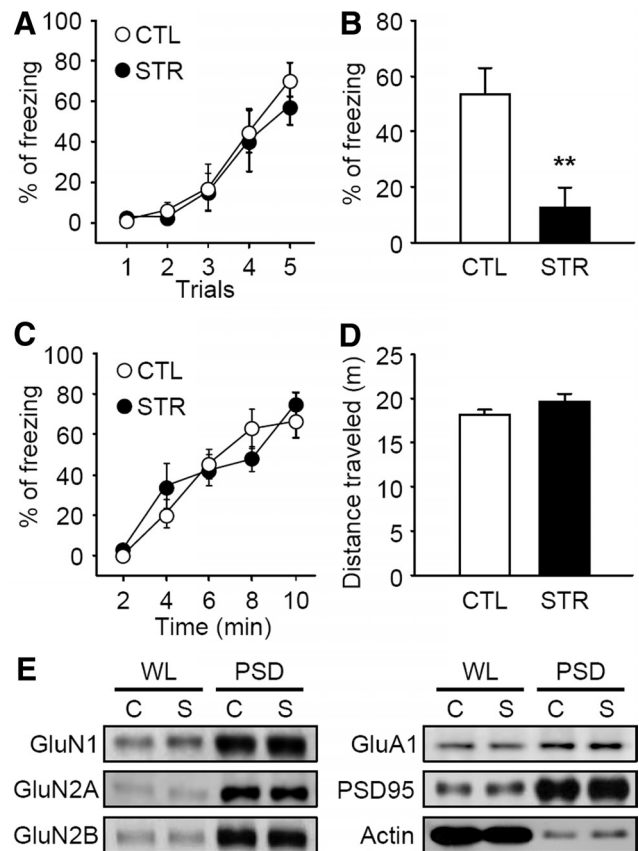 A
100
80
60
40
20
0
% of freezing
CTL
STR
1 2 3 4 5
Trials
B
80
60
40
20
0
% of freezing
**
CTL STR
C
100
80
60
40
20
0
% of freezing
CTL
STR
2 4 6 8 10
Time (min)
D
25
20
15
10
5
0
Distance traveled (m)
CTL STR
E
WL PSD
C S C S
GluN1
GluN2A
GluN2B
WL PSD
C S C S
GluA1
PSD95
Actin